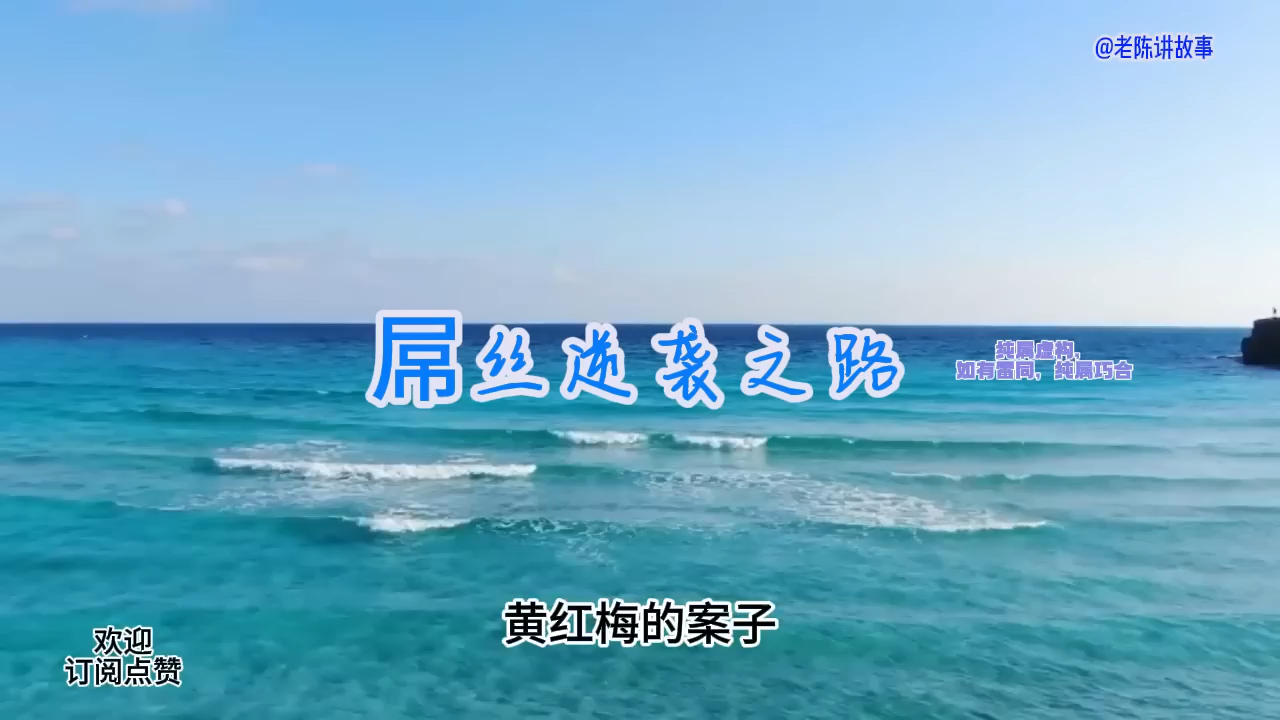 @老陈讲故事
屌丝逆袭之路
纯属虚构，
如有雷同，纯属巧合
黄红梅的案子
欢迎
订阅点赞